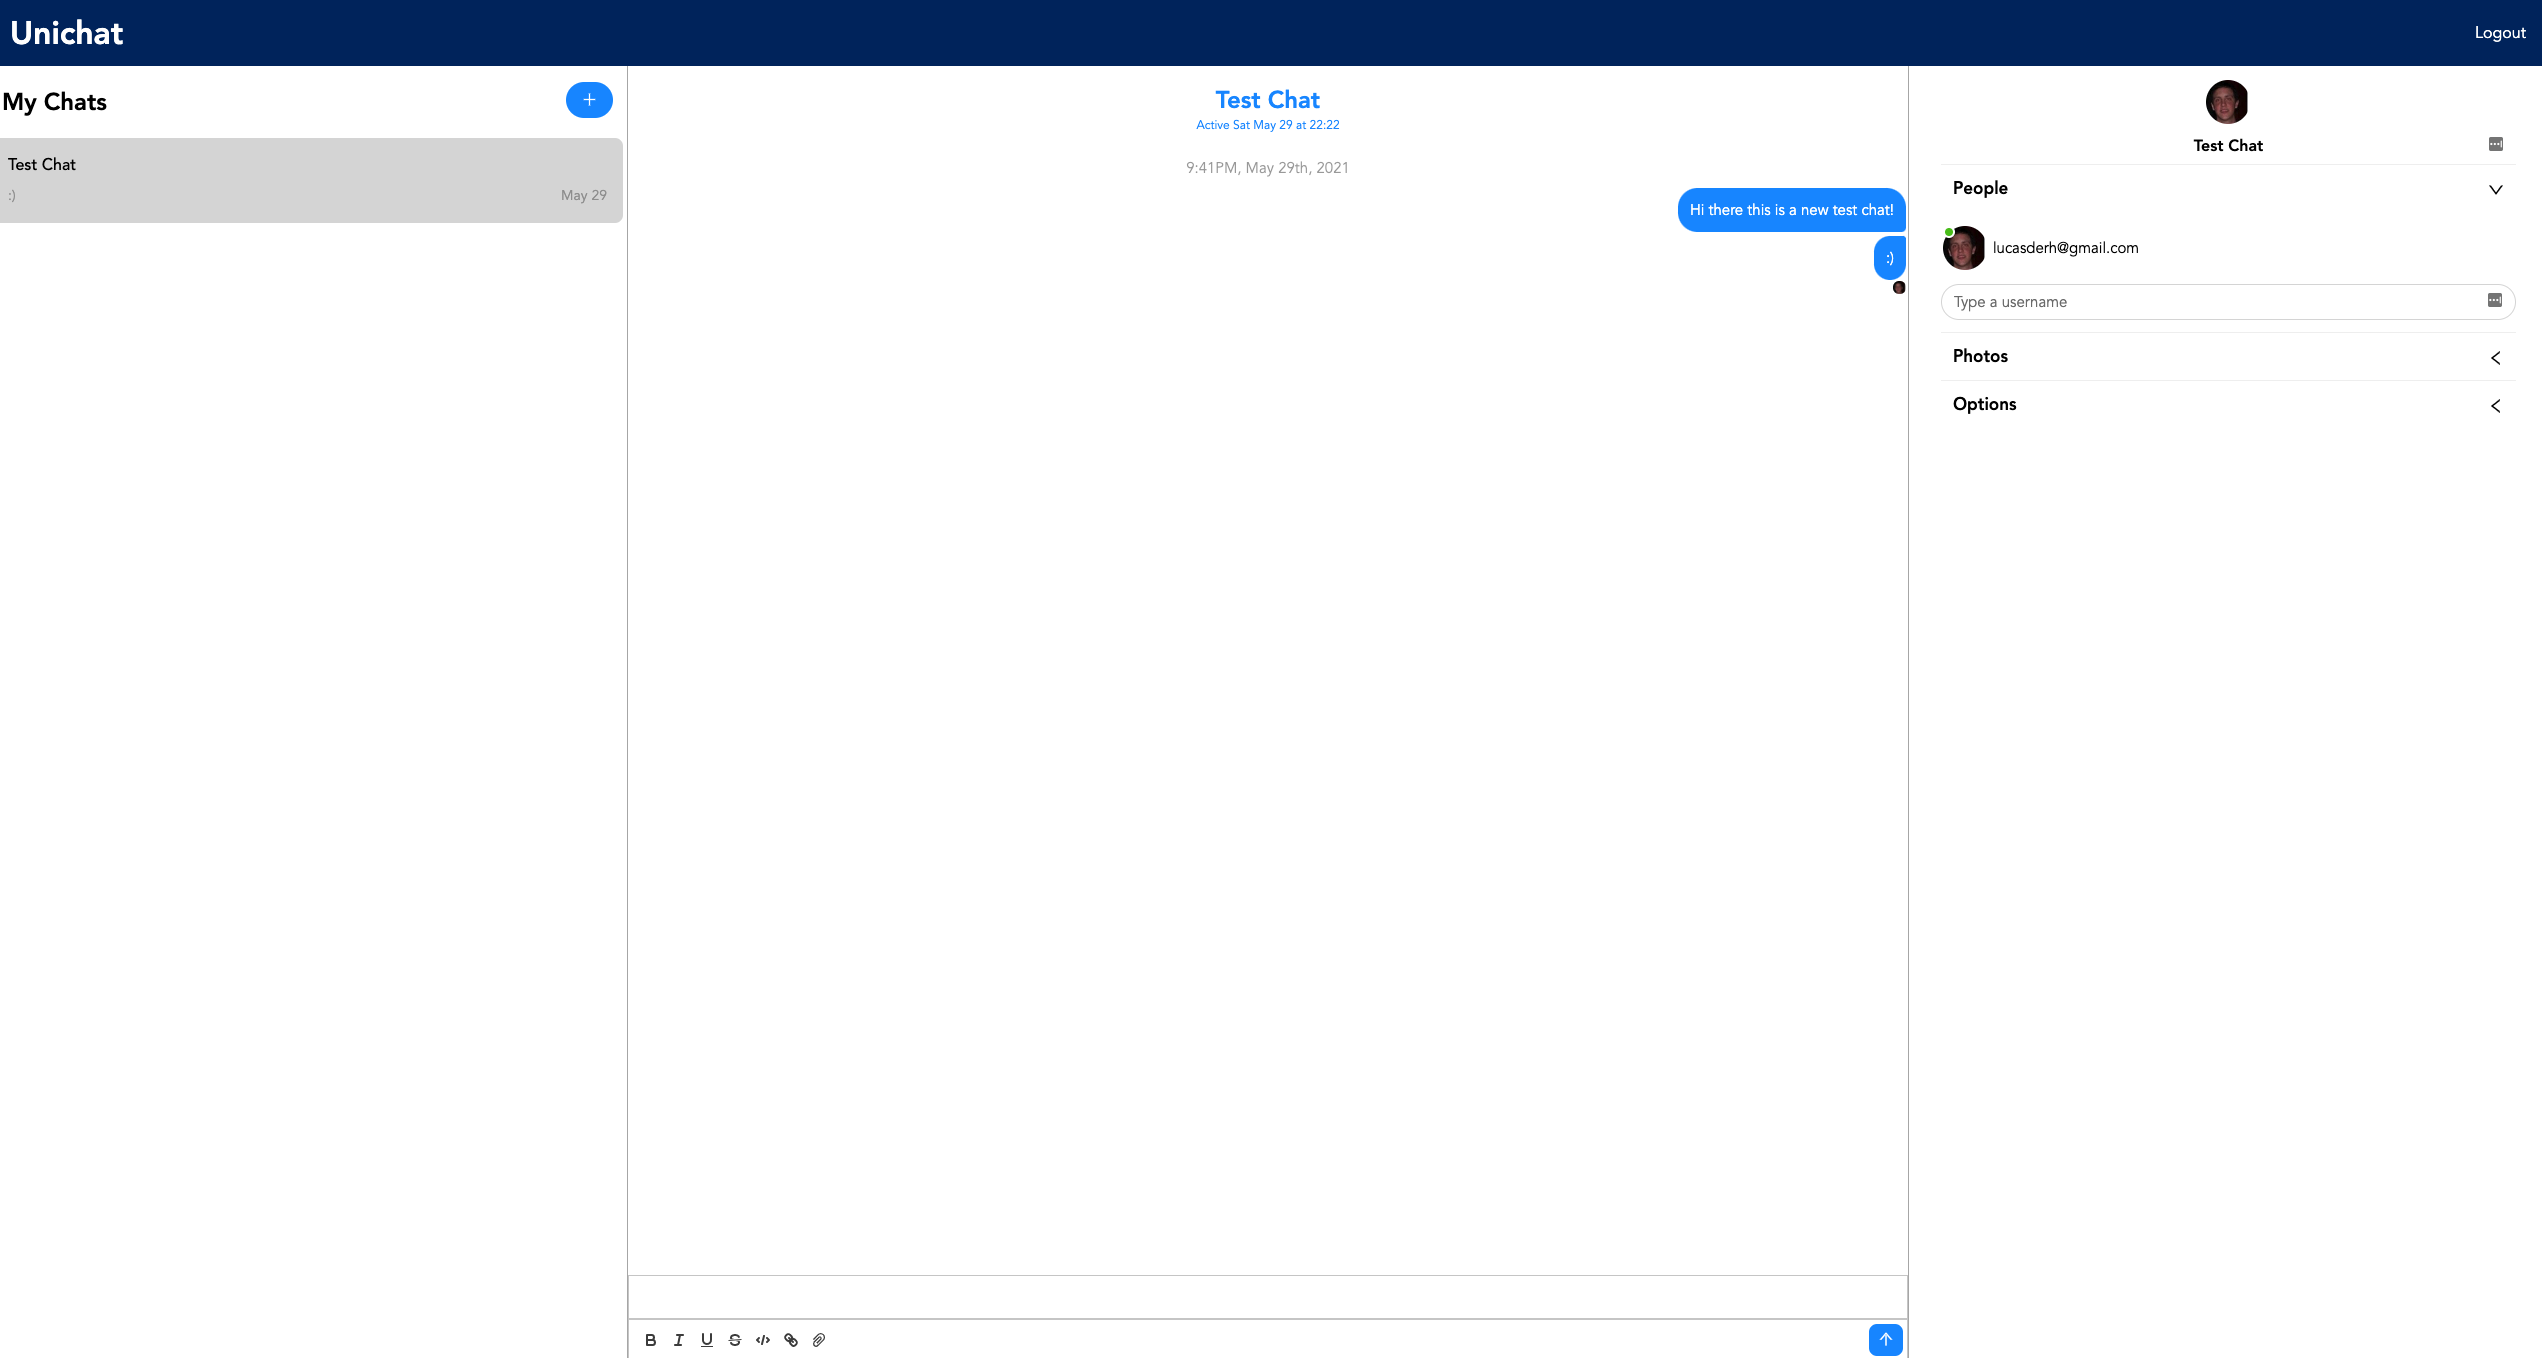 Unichat
Logout
My Chats
+
Test Chat
:)
May 29
Test Chat
Active Sat May 29 at 22:22
9:41PM, May 29th, 2021
Hi there this is a new test chat!
:)
B I U S </>
Test Chat
People
lucasderh@gmail.com
Type a username
Photos
Options